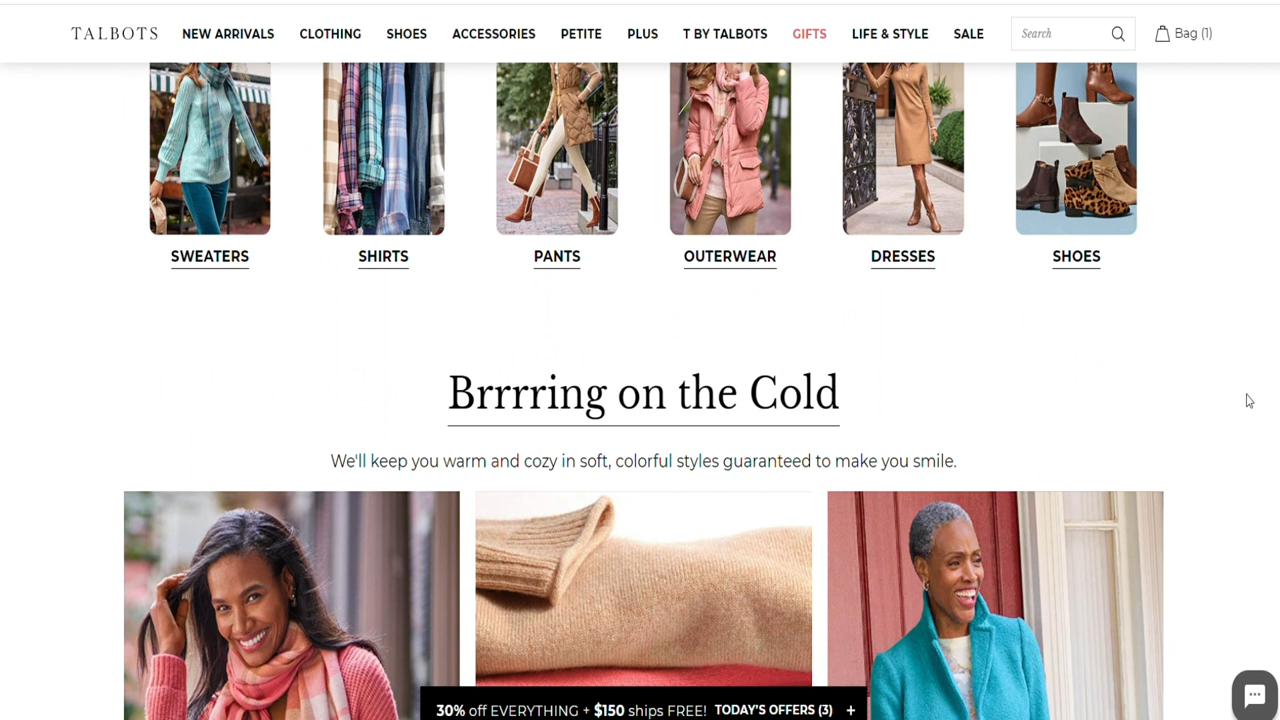 TALBOTS NEW ARRIVALS CLOTHING SHOES ACCESSORIES PETITE PLUS T BY TALBOTS GIFTS LIFE & STYLE SALE Search Bag (1)
SWEATERS SHIRTS PANTS OUTERWEAR DRESSES SHOES
Brrrring on the Cold
We'll keep you warm and cozy in soft, colorful styles guaranteed to make you smile.
30% off EVERYTHING + $150 ships FREE! TODAY'S OFFERS (3) +